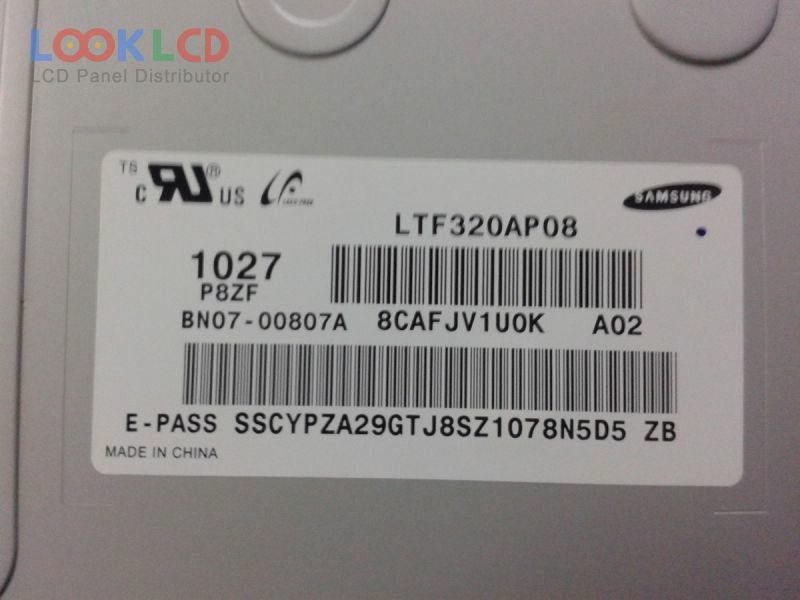 LOOK LCD
LCD Panel Distributor
TS
C RU ® US
SAMSUNG
LTF320AP08
1027
P8ZF
BN07-00807A 8CAFJV1U0K A02
E-PASS SSCYPZA29GTJ8SZ1078N5D5 ZB
MADE IN CHINA